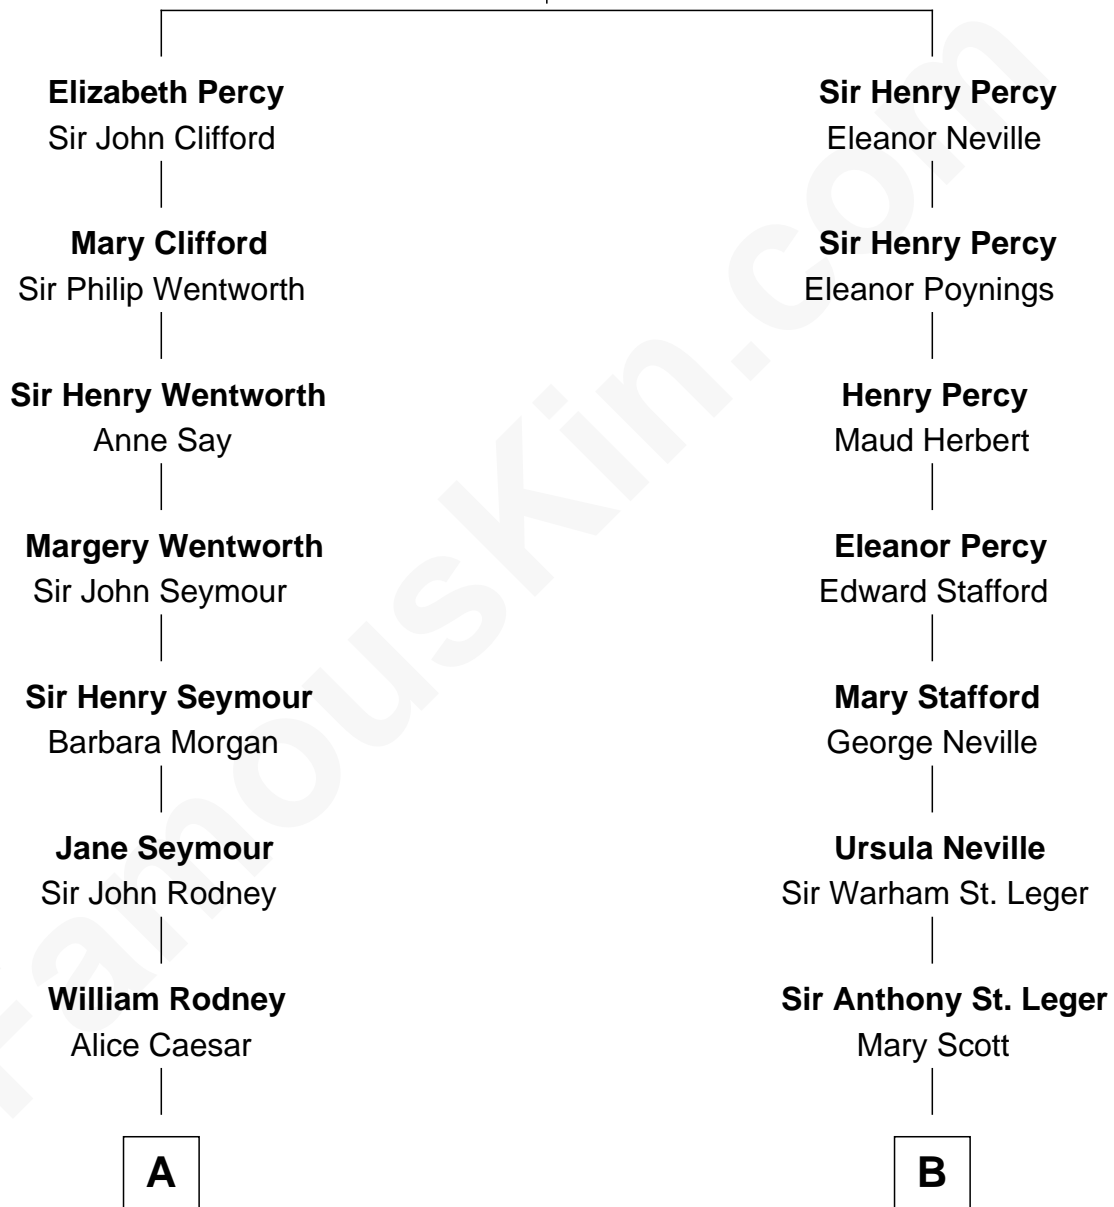 Elizabeth Percy
Sir John Clifford
Mary Clifford
Sir Philip Wentworth
Sir Henry Wentworth
Anne Say
Margery Wentworth
Sir John Seymour
Sir Henry Seymour
Barbara Morgan
Jane Seymour
Sir John Rodney
William Rodney
Alice Caesar
A
Sir Henry Percy
Eleanor Neville
Sir Henry Percy
Eleanor Poynings
Henry Percy
Maud Herbert
Eleanor Percy
Edward Stafford
Mary Stafford
George Neville
Ursula Neville
Sir Warham St. Leger
Sir Anthony St. Leger
Mary Scott
B
FamousKin.com